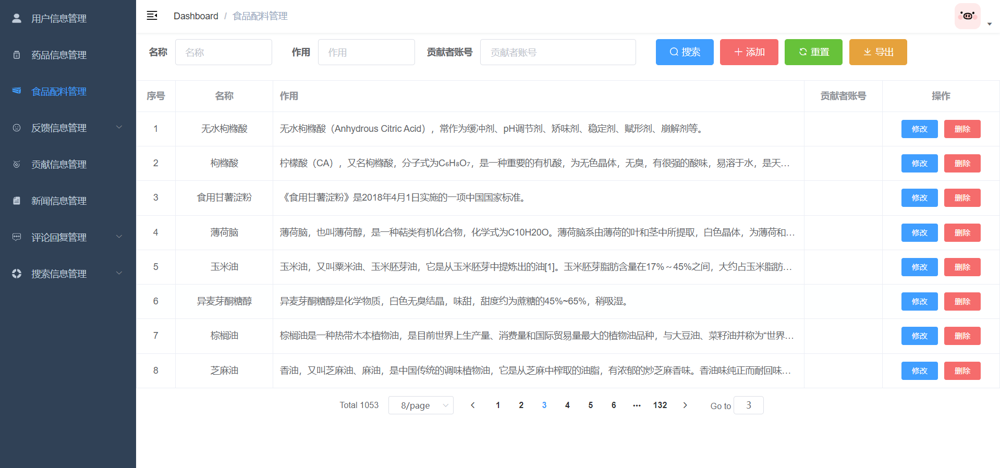 用户信息管理
药品信息管理
食品配料管理
反馈信息管理
贡献信息管理
新闻信息管理
评论回复管理
搜索信息管理
Dashboard / 食品配料管理
名称 名称 作用 作用 贡献者账号 贡献者账号 搜索 添加 重置 导出
序号 名称 作用 贡献者账号 操作
1 无水枸橼酸 无水枸橼酸（Anhydrous Citric Acid），常作为缓冲剂、pH调节剂、矫味剂、稳定剂、赋形剂、崩解剂等。 修改 删除
2 枸橼酸 柠檬酸（CA），又名枸橼酸，分子式为C₆H₈O₇，是一种重要的有机酸，为无色晶体，无臭，有很强的酸味，易溶于水，是天… 修改 删除
3 食用甘薯淀粉 《食用甘薯淀粉》是2018年4月1日实施的一项中国国家标准。 修改 删除
4 薄荷脑 薄荷脑，也叫薄荷醇，是一种萜类有机化合物，化学式为C10H20O。薄荷脑系由薄荷的叶和茎中所提取，白色晶体，为薄荷和… 修改 删除
5 玉米油 玉米油，又叫粟米油、玉米胚芽油，它是从玉米胚芽中提炼出的油[1]。玉米胚芽脂肪含量在17%～45%之间，大约占玉米脂肪… 修改 删除
6 异麦芽酮糖醇 异麦芽酮糖醇是化学物质，白色无臭结晶，味甜，甜度约为蔗糖的45%~65%，稍吸湿。 修改 删除
7 棕榈油 棕榈油是一种热带木本植物油，是目前世界上生产量、消费量和国际贸易量最大的植物油品种，与大豆油、菜籽油并称为“世界… 修改 删除
8 芝麻油 香油，又叫芝麻油、麻油，是中国传统的调味植物油，它是从芝麻中榨取的油脂，有浓郁的炒芝麻香味。香油味纯正而耐回味… 修改 删除
Total 1053 8/page 1 2 3 4 5 6 ••• 132 Go to 3